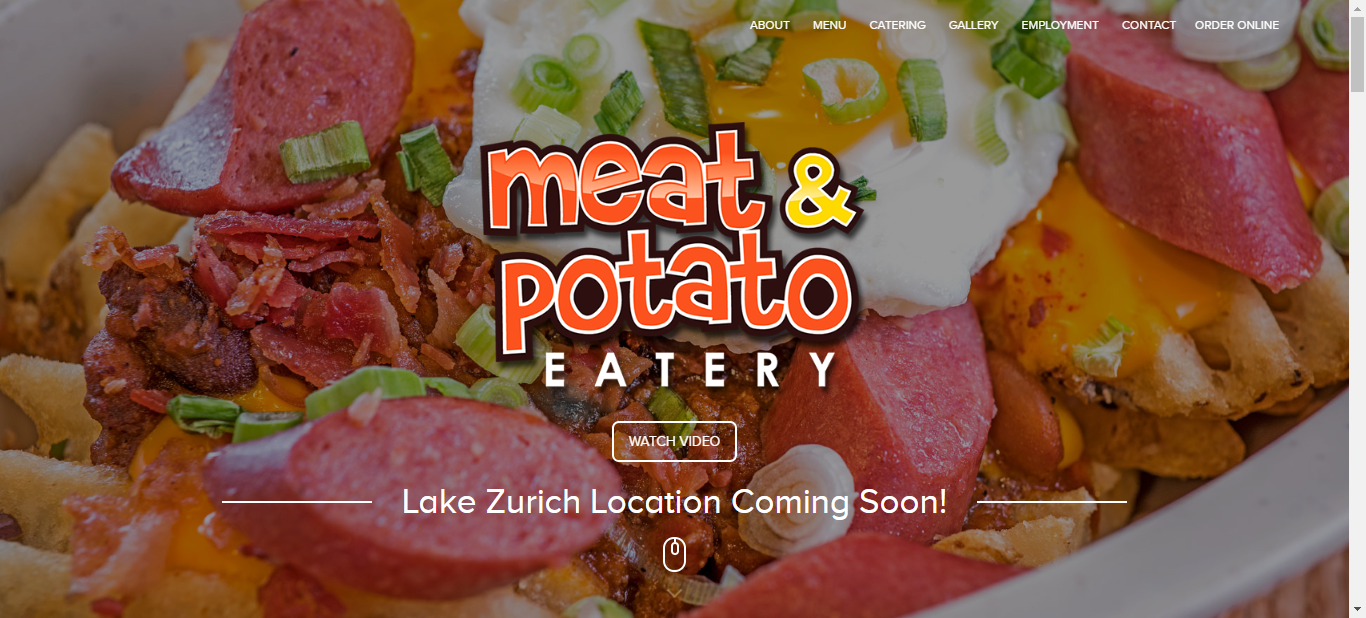 ABOUT MENU CATERING GALLERY EMPLOYMENT CONTACT ORDER ONLINE
meat &
potato
EATERY
WATCH VIDEO
Lake Zurich Location Coming Soon!